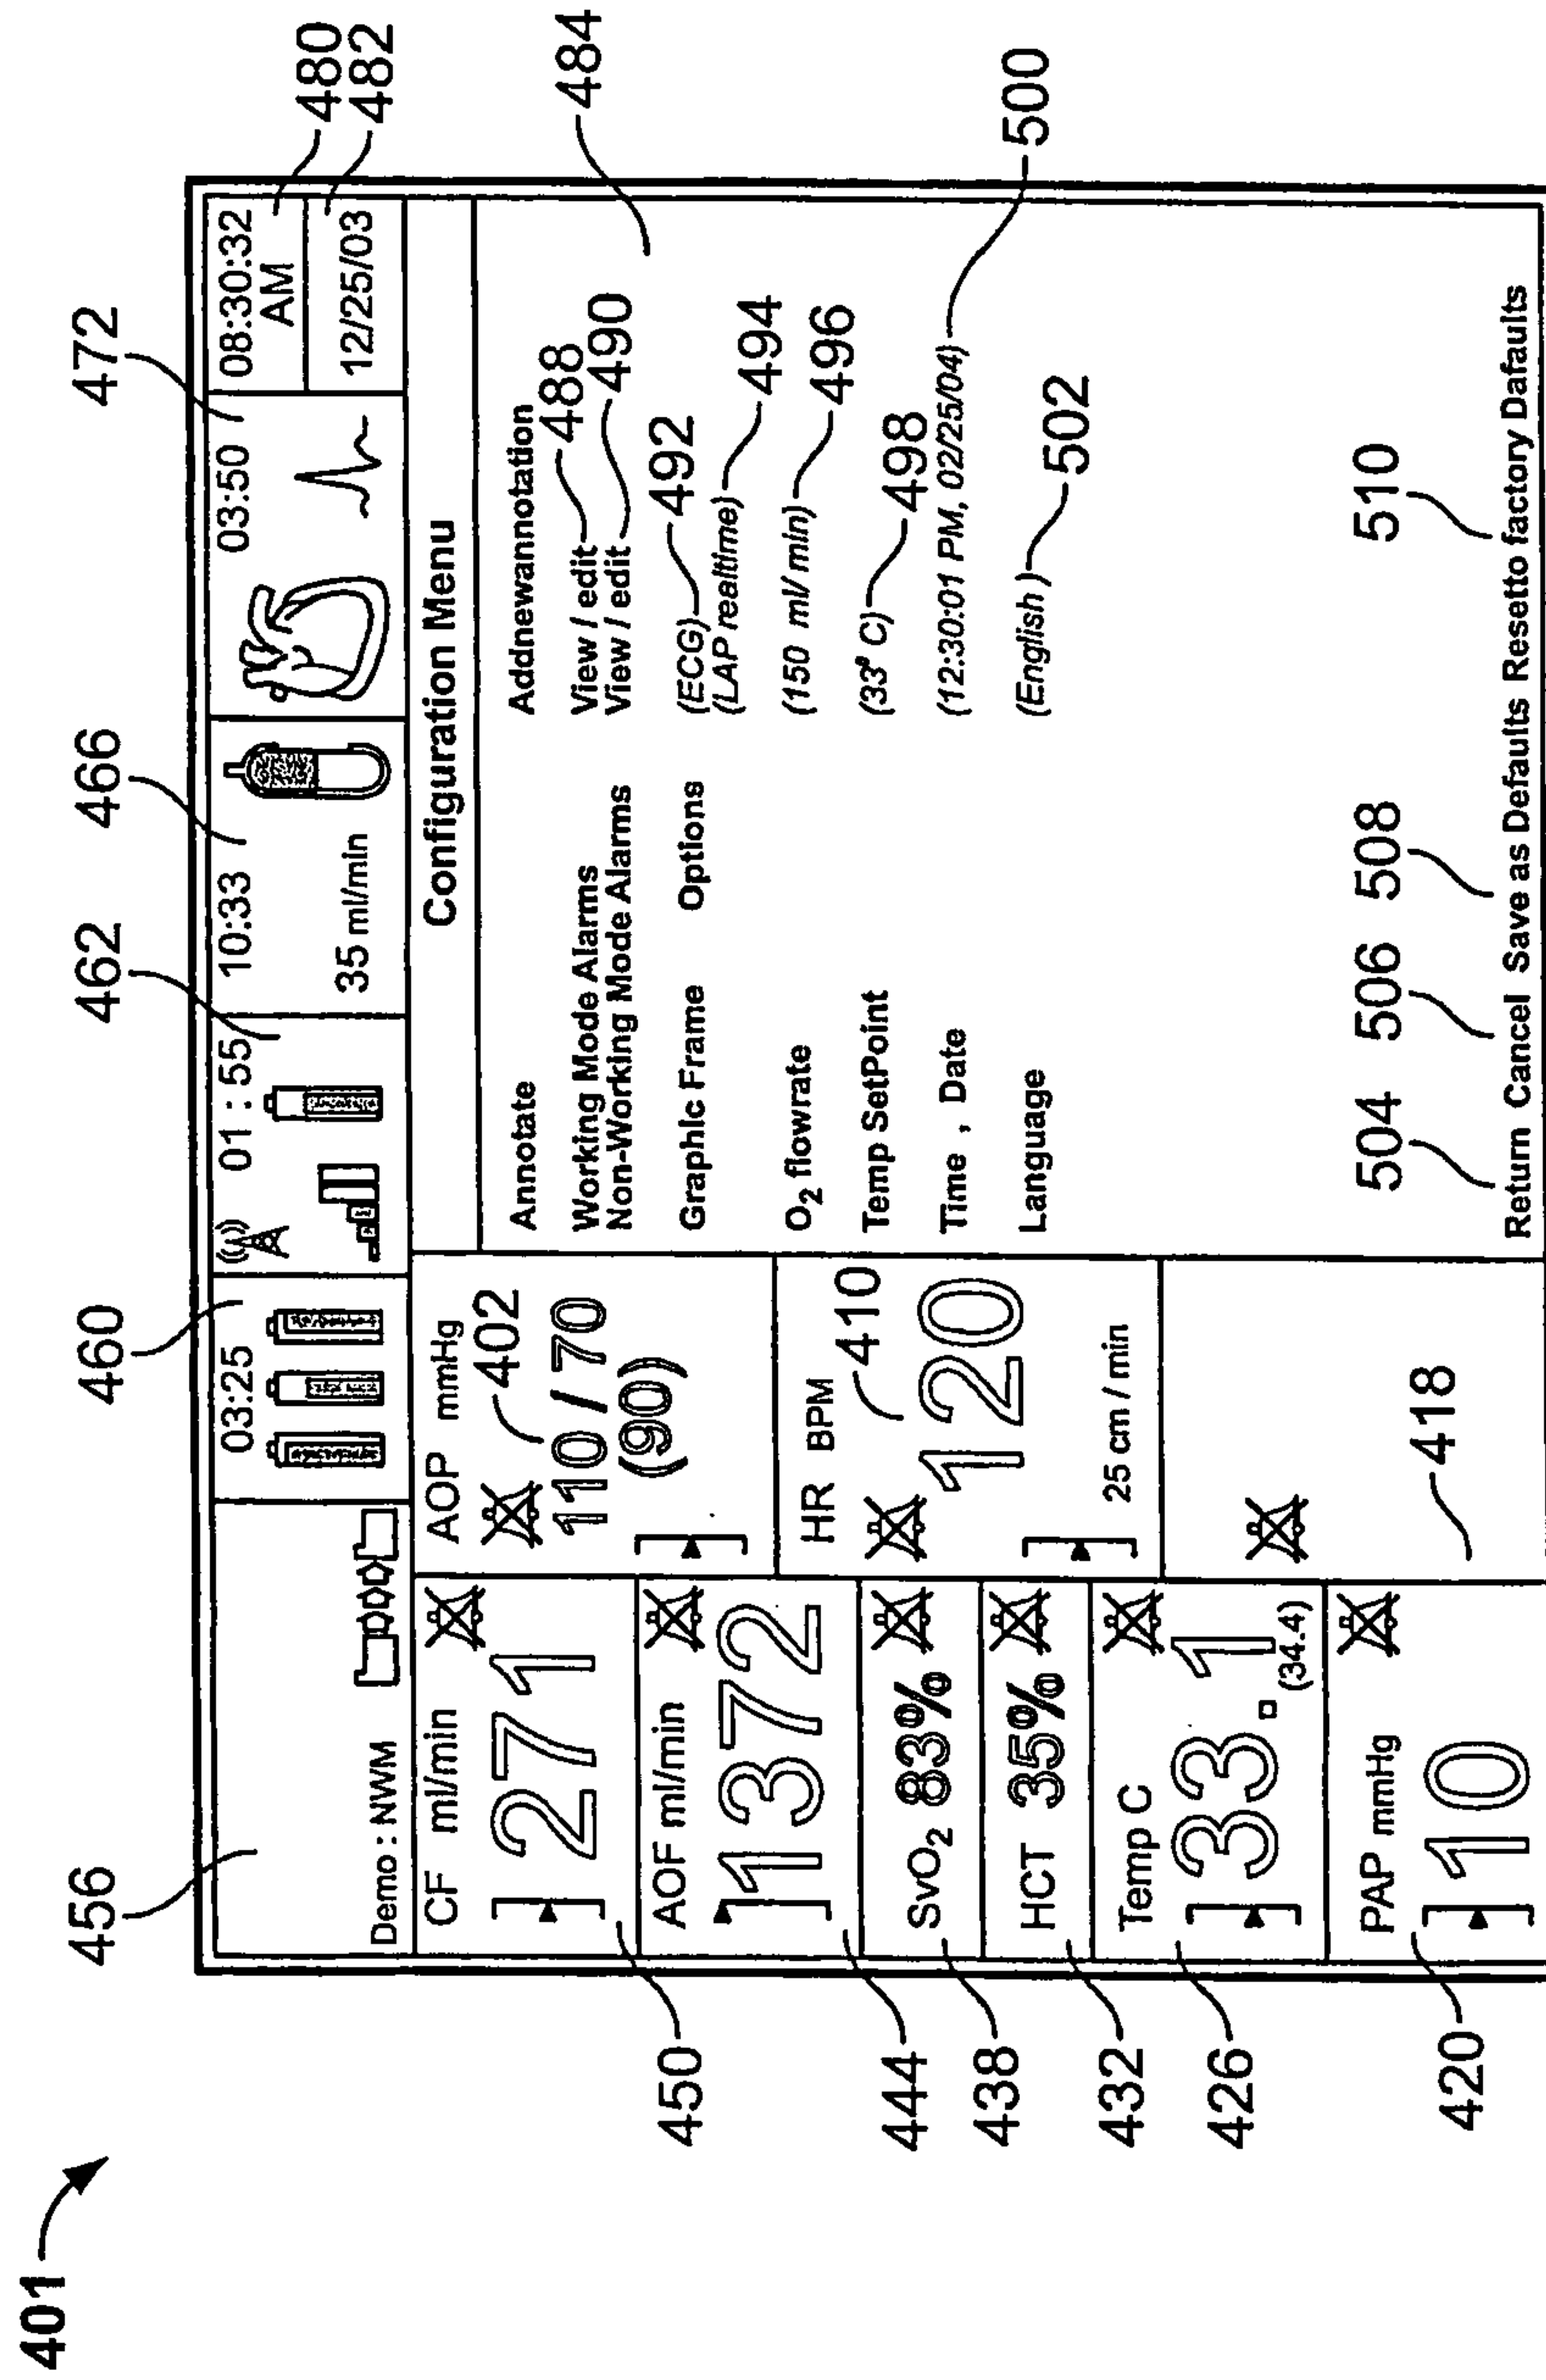 401
456
460
462
466
472
480
482
484
Demo : NWM
03:25
01 : 55
10:33
35 ml/min
03:50
08:30:32
AM
12/25/03
CF ml/min
271
450
AOF ml/min
1372
444
SvO₂ 83%
438
HCT 35%
432
Temp C
33.1
(34.4)
426
PAP mmHg
10
420
AOP mmHg
402
110 / 70
(90)
HR BPM
410
120
25 cm / min
418
Configuration Menu
Annotate Addnewannotation
Working Mode Alarms View / edit 488
Non-Working Mode Alarms View / edit 490
Graphic Frame Options (ECG) 492
(LAP realtime) 494
O₂ flowrate (150 ml/ min) 496
Temp SetPoint (33° C) 498
Time , Date (12:30:01 PM, 02/25/04) 500
Language (English ) 502
504 506 508 510
Return Cancel Save as Defaults Resetto factory Dafaults